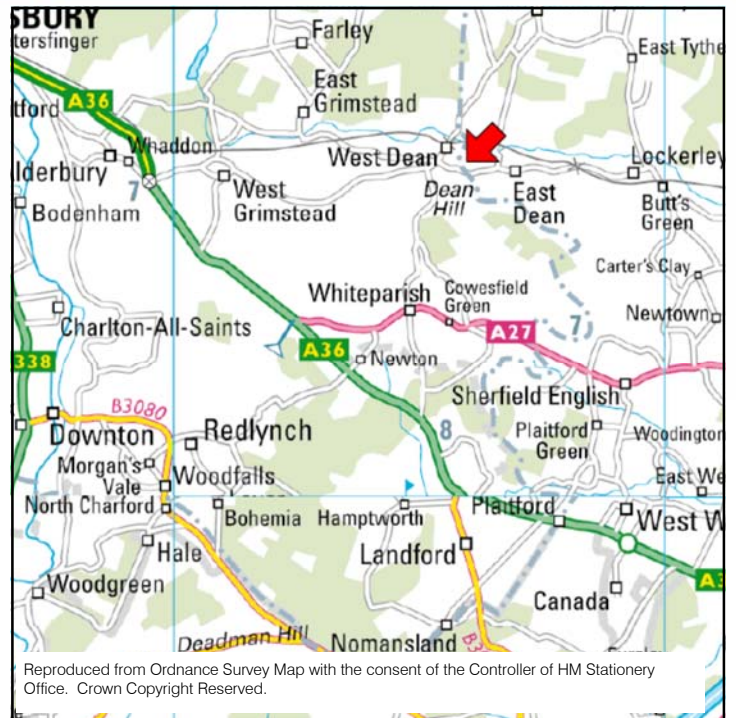 SBURY
tersfinger
Farley
East Tythe
East
Grimstead
A36
tford
Whaddon
West Dean
Lockerley
lderbury
7
West
Grimstead
Dean
Hill
East
Dean
Butt's
Green
Bodenham
Carter's Clay
Whiteparish
Cowesfield
Green
Newtown
Charlton-All-Saints
7
A27
338
A36
Newton
Sherfield English
B3080
Downton
Redlynch
8
Plaitford
Green
Woodington
Morgan's
Vale
Woodfalls
East We
North Charford
Bohemia
Hamptworth
Plaitford
West W
Hale
Landford
Woodgreen
Canada
A3
Deadman Hill
Nomansland
B3
Reproduced from Ordnance Survey Map with the consent of the Controller of HM Stationery
Office. Crown Copyright Reserved.